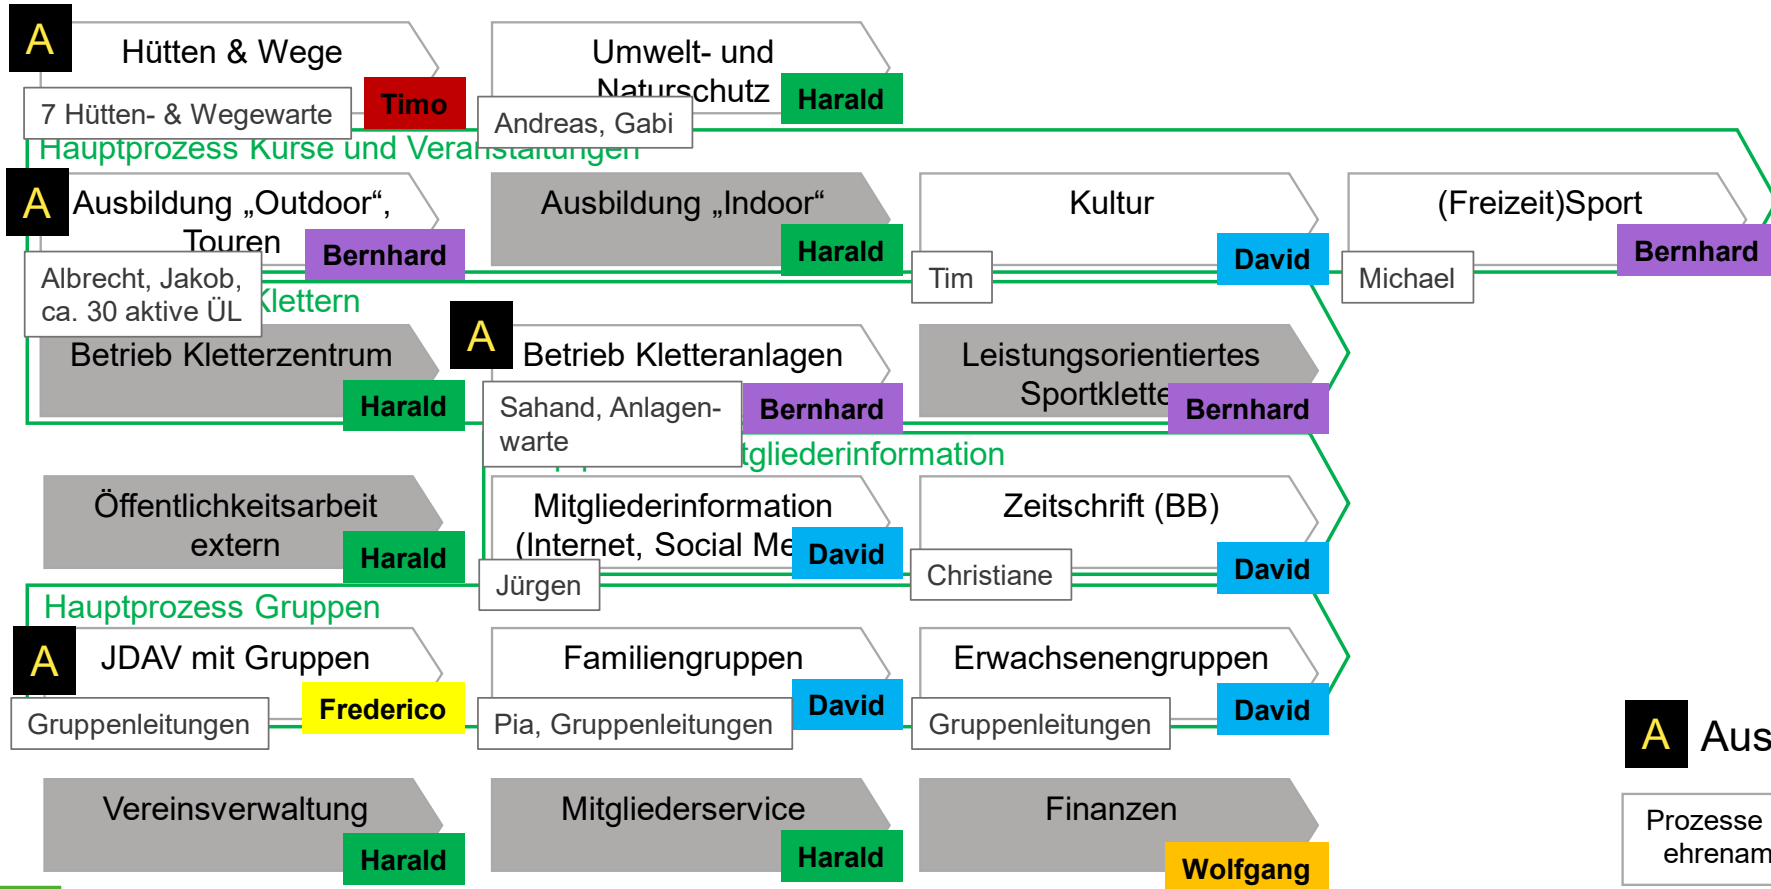 A
Hütten & Wege
7 Hütten- & Wegewarte
Timo
Umwelt- und
Naturschutz
Andreas, Gabi
Harald
Hauptprozess Kurse und Veranstaltungen
A
Ausbildung „Outdoor“,
Touren
Bernhard
Albrecht, Jakob,
ca. 30 aktive ÜL
Ausbildung „Indoor“
Harald
Kultur
Tim
David
(Freizeit)Sport
Michael
Bernhard
Klettern
Betrieb Kletterzentrum
Harald
A
Betrieb Kletteranlagen
Sahand, Anlagen-
warte
Bernhard
Leistungsorientiertes
Sportklette
Bernhard
tgliederinformation
Öffentlichkeitsarbeit
extern
Harald
Mitgliederinformation
(Internet, Social Me
Jürgen
David
Zeitschrift (BB)
Christiane
David
Hauptprozess Gruppen
A
JDAV mit Gruppen
Gruppenleitungen
Frederico
Familiengruppen
Pia, Gruppenleitungen
David
Erwachsenengruppen
Gruppenleitungen
David
Vereinsverwaltung
Harald
Mitgliederservice
Harald
Finanzen
Wolfgang
A
Aus
Prozesse
ehrenam